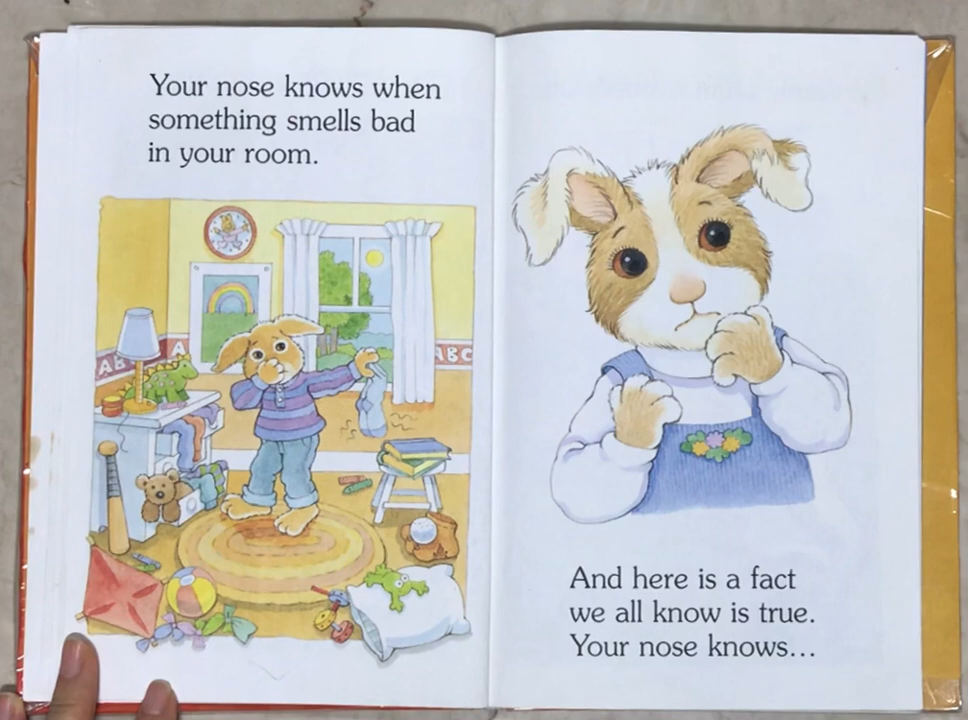 Your nose knows when
something smells bad
in your room.
AB
A
ABC
And here is a fact
we all know is true.
Your nose knows...